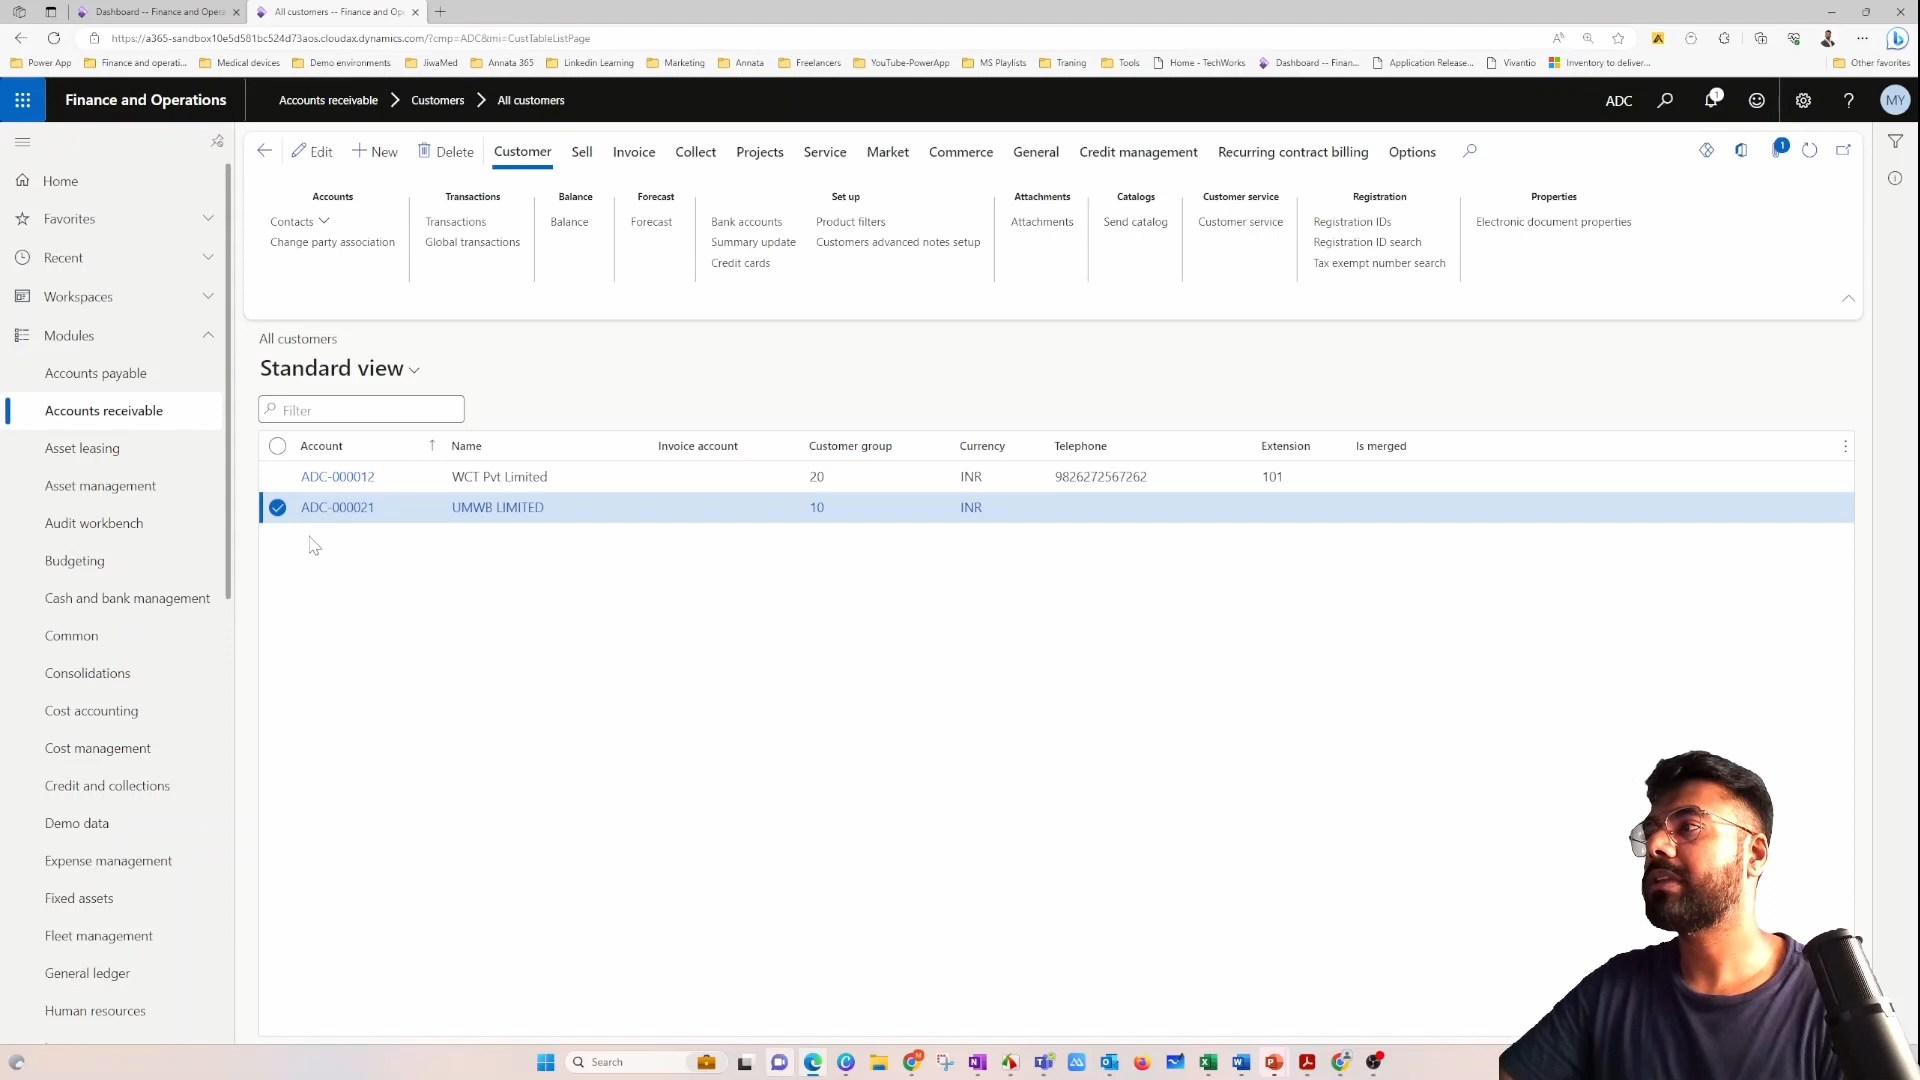 Dashboard -- Finance and Opera
All customers -- Finance and Op
https://a365-sandbox10e5d581bc524d73aos.cloudax.dynamics.com/?cmp=ADC&mi=CustTableListPage
Power App Finance and operati... Medical devices Demo environments JiwaMed Annata 365 Linkedin Learning Marketing Annata Freelancers YouTube-PowerApp MS Playlists Traning Tools Home - TechWorks Dashboard -- Finan... Application Release... Vivantio Inventory to deliver... Other favorites
Finance and Operations Accounts receivable Customers All customers ADC 1 ? MY
Edit New Delete Customer Sell Invoice Collect Projects Service Market Commerce General Credit management Recurring contract billing Options 1
Accounts Transactions Balance Forecast Set up Attachments Catalogs Customer service Registration Properties
Contacts Transactions Balance Forecast Bank accounts Product filters Attachments Send catalog Customer service Registration IDs Electronic document properties
Change party association Global transactions Summary update Customers advanced notes setup Registration ID search
Credit cards Tax exempt number search
Home
Favorites
Recent
Workspaces
Modules
Accounts payable
Accounts receivable
Asset leasing
Asset management
Audit workbench
Budgeting
Cash and bank management
Common
Consolidations
Cost accounting
Cost management
Credit and collections
Demo data
Expense management
Fixed assets
Fleet management
General ledger
Human resources
All customers
Standard view
Filter
Account Name Invoice account Customer group Currency Telephone Extension Is merged
ADC-000012 WCT Pvt Limited 20 INR 9826272567262 101
ADC-000021 UMWB LIMITED 10 INR
Search